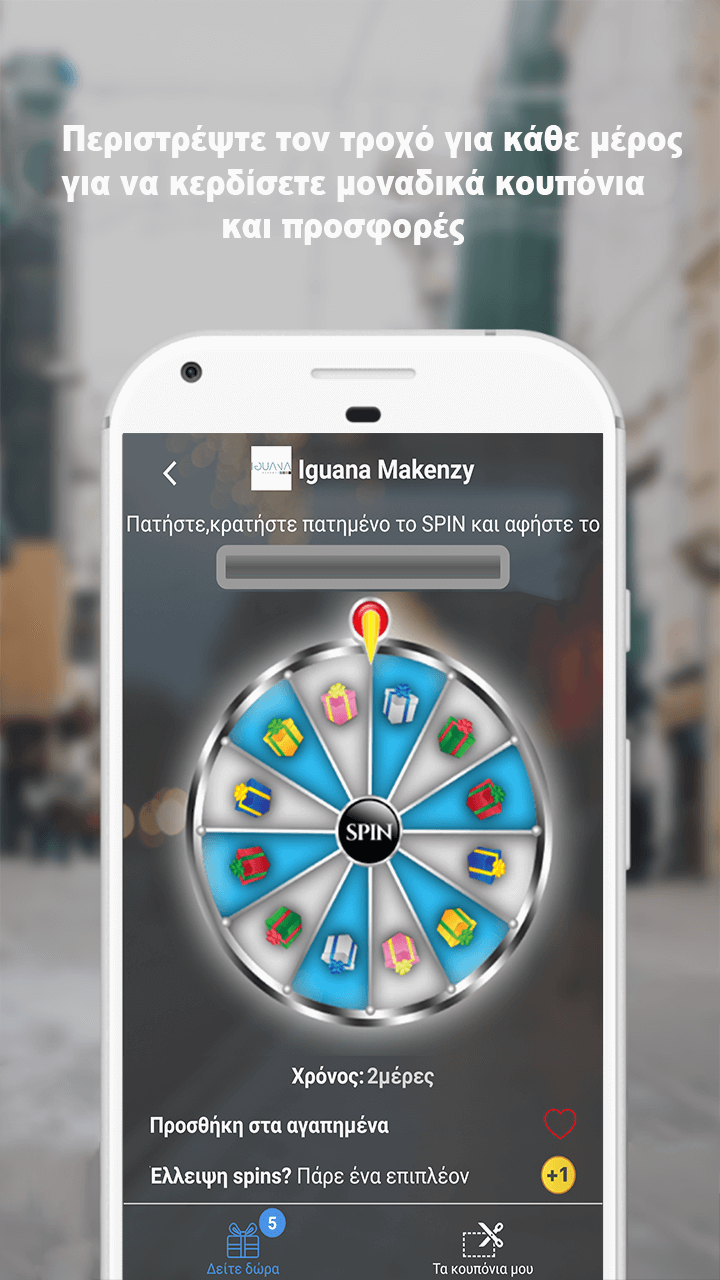 Περιστρέψτε τον τροχό για κάθε μέρος
για να κερδίσετε μοναδικά κουπόνια
και προσφορές
IGUANA
Iguana Makenzy
Πατήστε,κρατήστε πατημένο το SPIN και αφήστε το
SPIN
Χρόνος: 2μέρες
Προσθήκη στα αγαπημένα
Έλλειψη spins? Πάρε ένα επιπλέον
+1
5
Δείτε δώρα
Τα κουπόνια μου